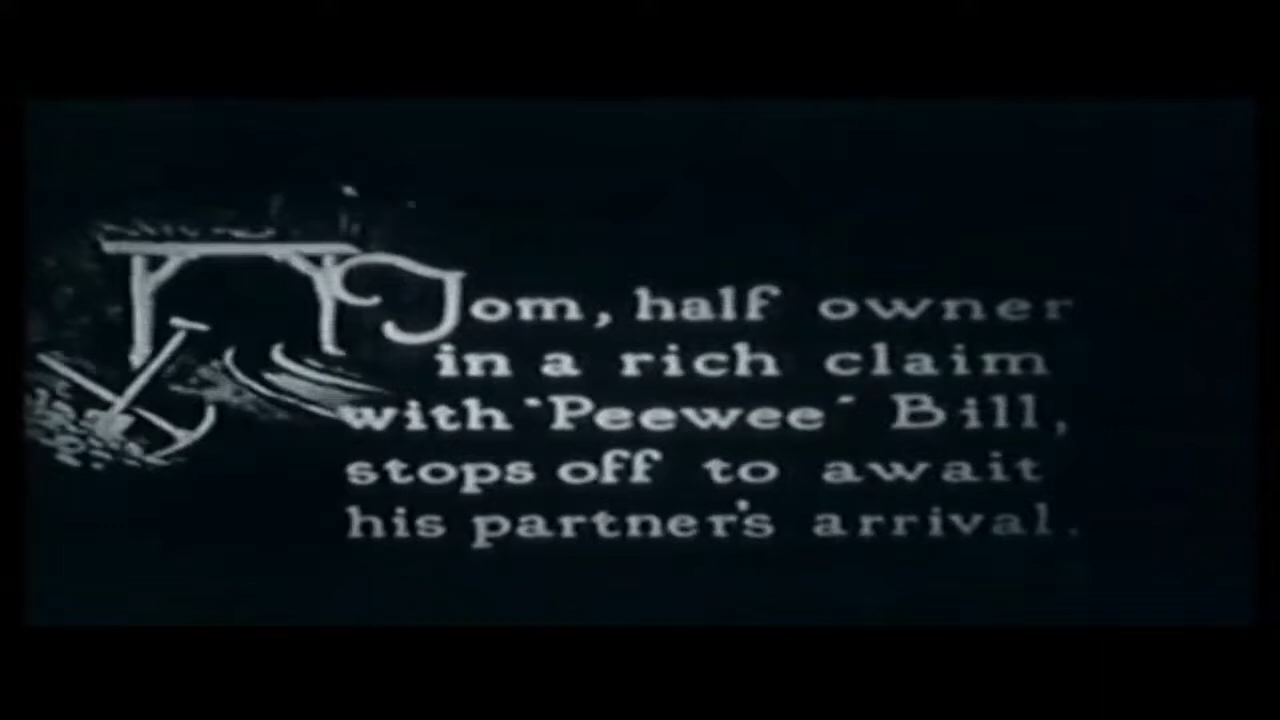 Tom, half owner
in a rich claim
with "Peewee" Bill,
stops off to await
his partner's arrival.